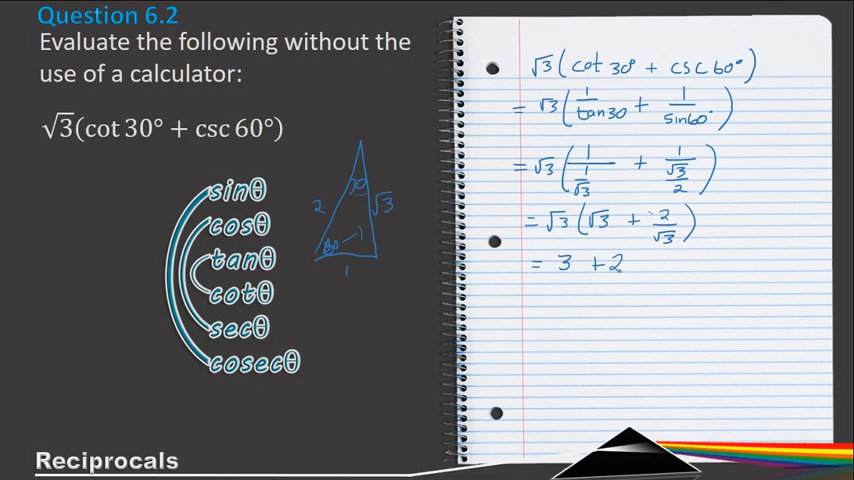 Question 6.2
Evaluate the following without the
use of a calculator:
√3(cot 30° + csc 60°)
sinθ
cosθ
tanθ
cotθ
secθ
cosecθ
30
2
√3
60
1
√3 (cot 30° + csc 60°)
= √3 (1/tan30 + 1/sin60°)
= √3 (1/(1/√3) + 1/(√3/2))
= √3 (√3 + 2/√3)
= 3 + 2
Reciprocals